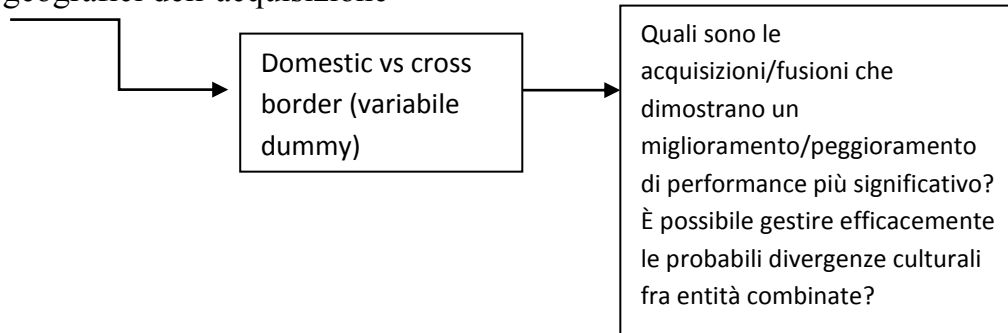 geografici dell'acquisizione
Domestic vs cross
border (variabile
dummy)
Quali sono le
acquisizioni/fusioni che
dimostrano un
miglioramento/peggioramento
di performance più significativo?
È possibile gestire efficacemente
le probabili divergenze culturali
fra entità combinate?